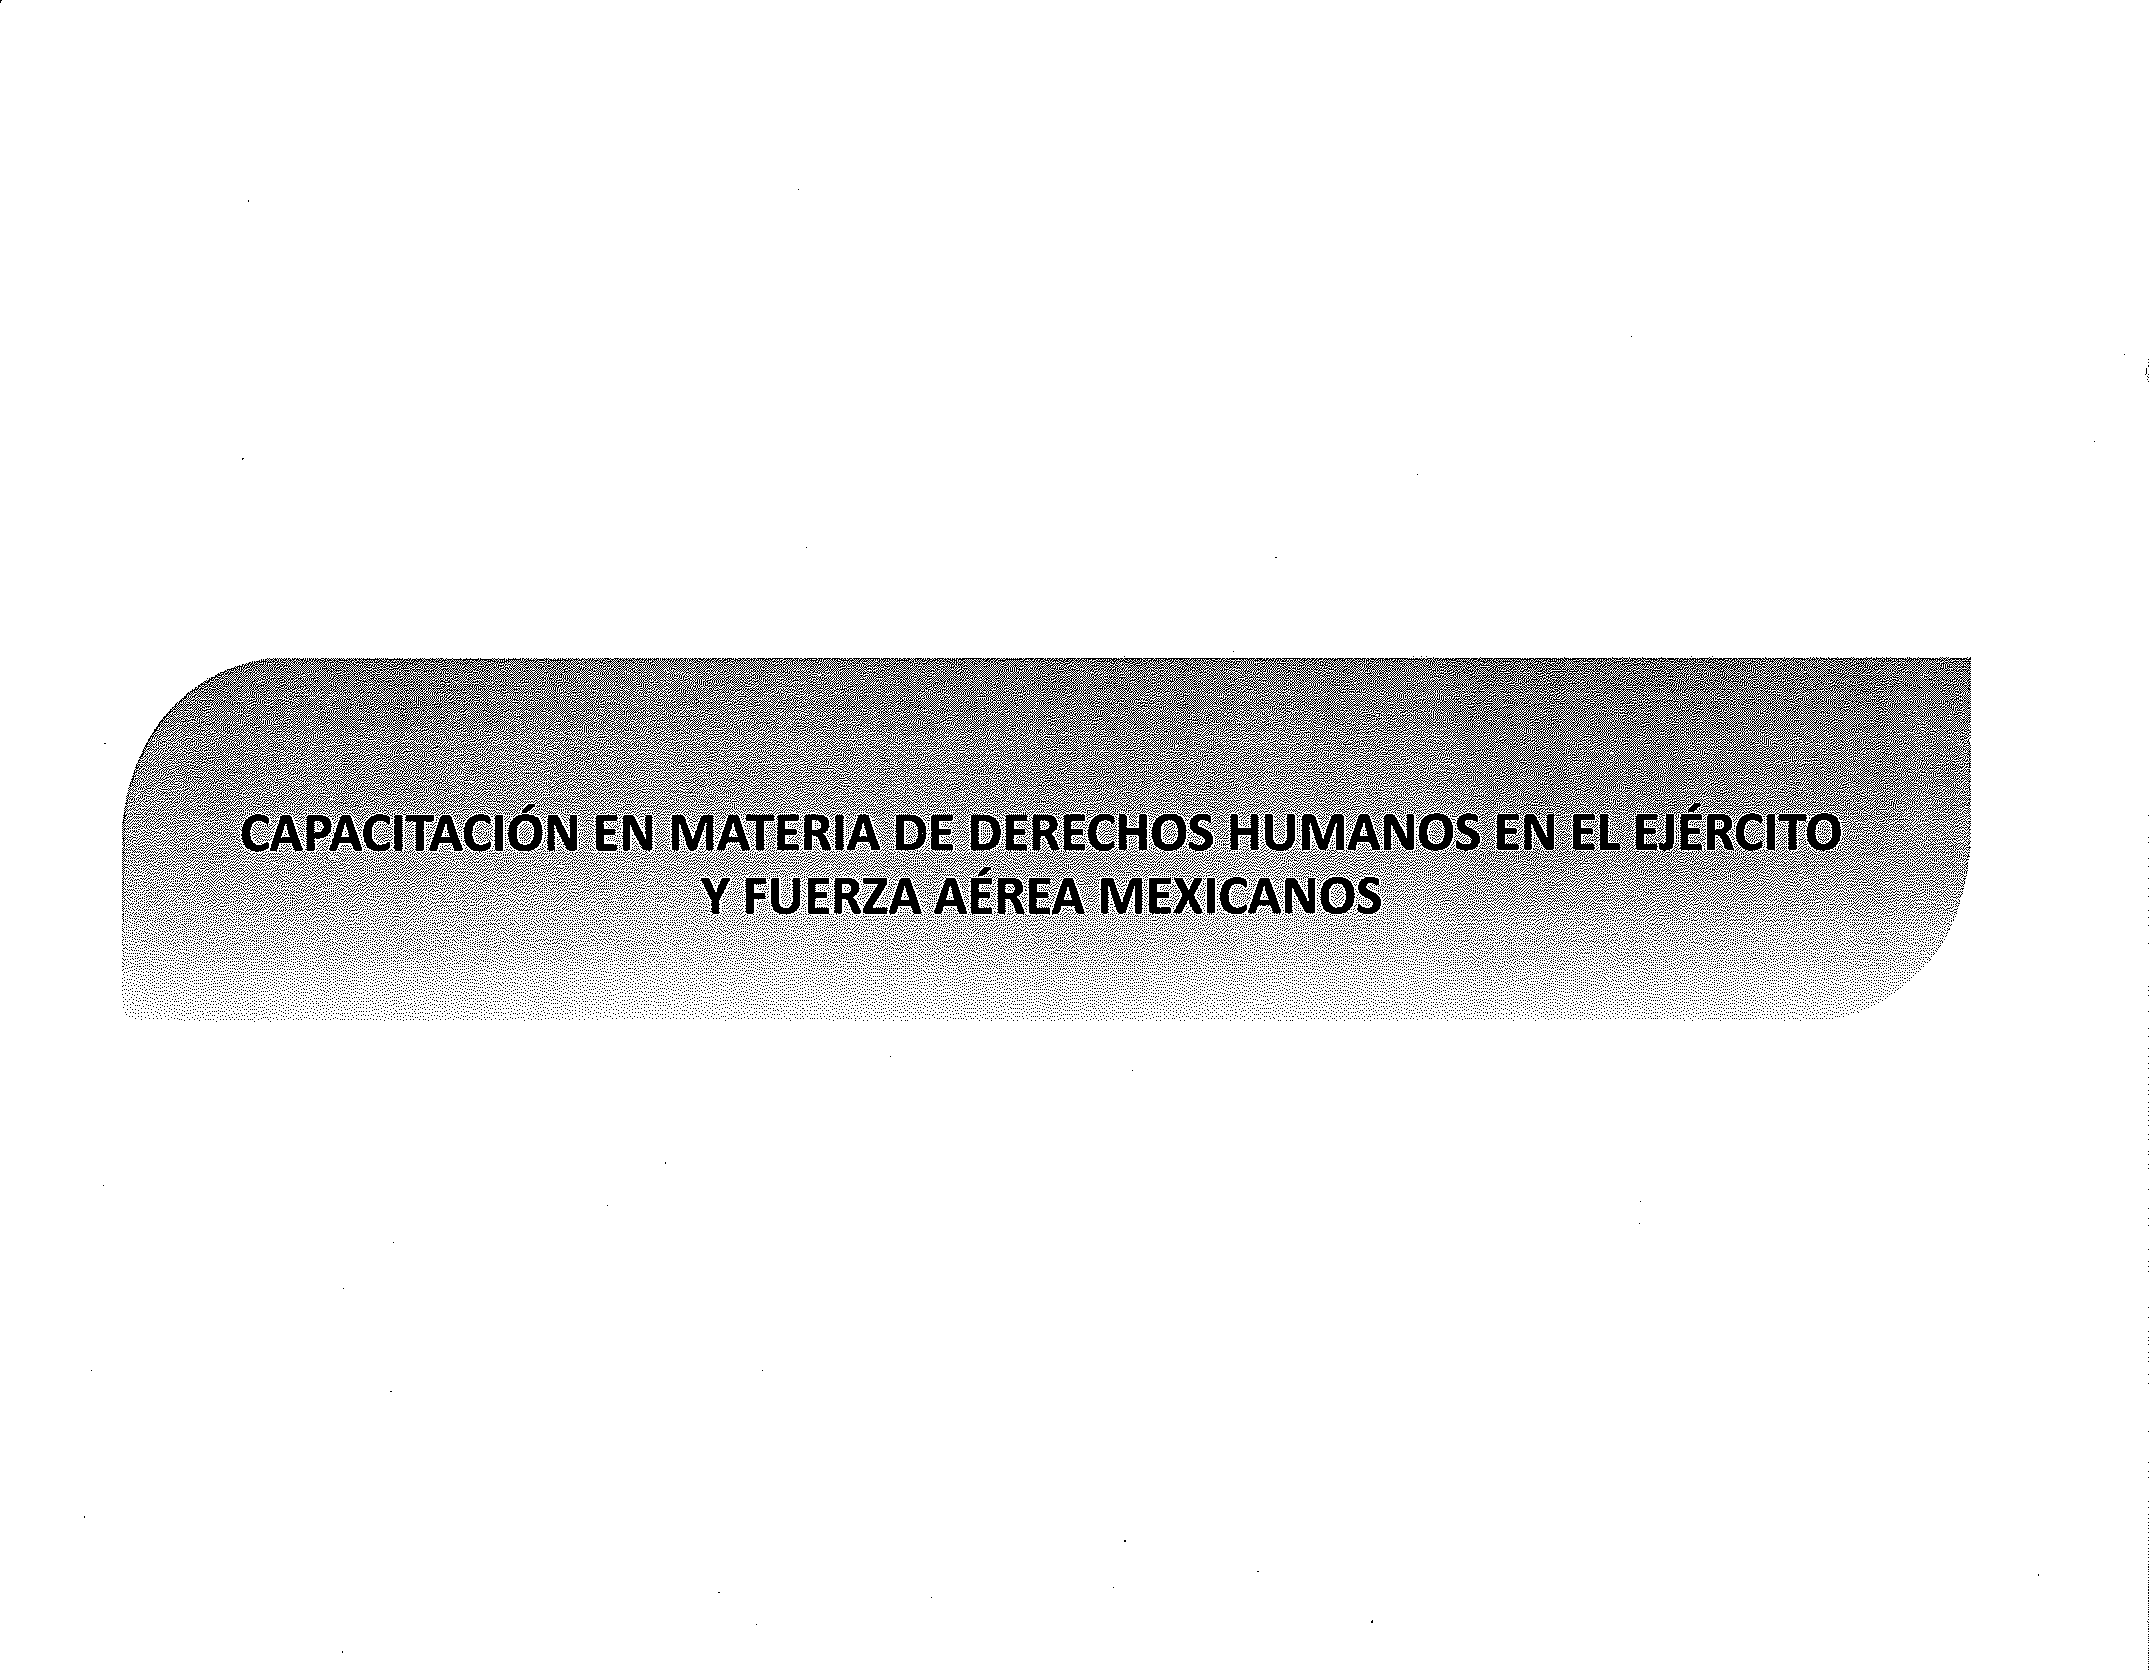 CAPACITACIÓN EN MATERIA DE DERECHOS HUMANOS EN EL EJÉRCITO
Y FUERZA AÉREA MEXICANOS